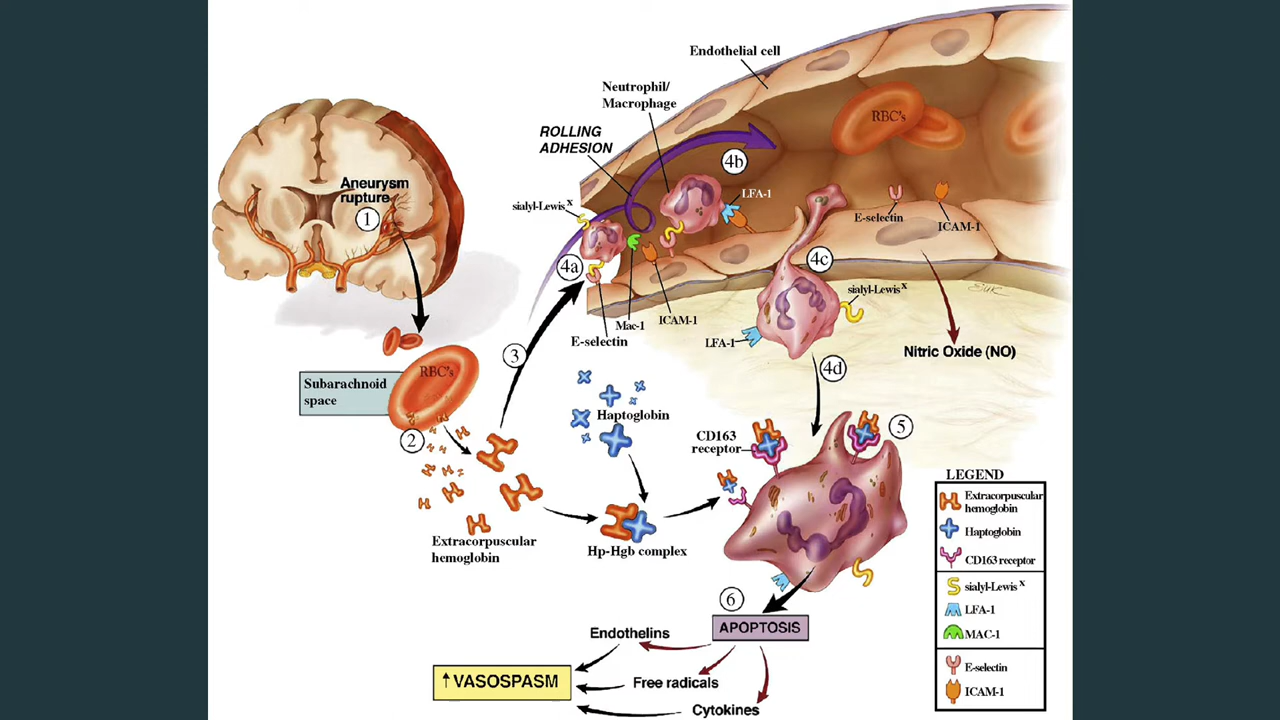 Endothelial cell
Neutrophil/
Macrophage
ROLLING
ADHESION
RBC's
4b
Aneurysm
rupture
1
sialyl-Lewis x
LFA-1
E-selectin
ICAM-1
4a
4c
sialyl-Lewis x
Mac-1
ICAM-1
E-selectin
LFA-1
Nitric Oxide (NO)
3
4d
Subarachnoid
space
RBC's
2
Haptoglobin
CD163
receptor
5
Extracorpuscular
hemoglobin
Hp-Hgb complex
LEGEND
Extracorpuscular
hemoglobin
Haptoglobin
CD163 receptor
sialyl-Lewis x
LFA-1
MAC-1
E-selectin
ICAM-1
6
APOPTOSIS
Endothelins
Free radicals
Cytokines
↑VASOSPASM